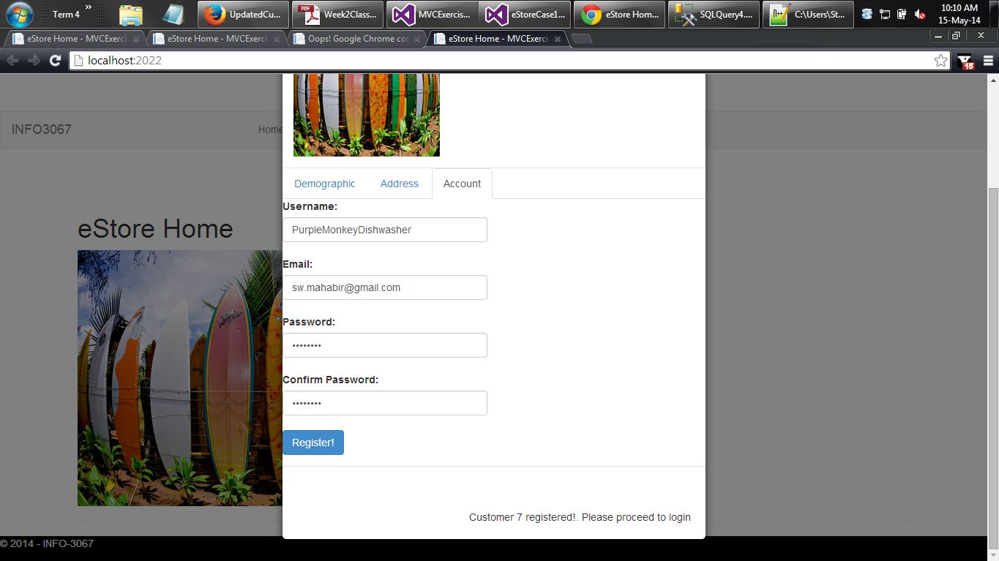 Term 4 »
UpdatedCu...
PDF
Week2Class...
MVCExercis...
eStoreCase1...
eStore Hom...
SQLQuery4....
C:\Users\St...
10:10 AM
15-May-14
eStore Home - MVCExerci
eStore Home - MVCExerci
Oops! Google Chrome cou
eStore Home - MVCExerci
localhost:2022
15
INFO3067
Home
eStore Home
Demographic
Address
Account
Username:
PurpleMonkeyDishwasher
Email:
sw.mahabir@gmail.com
Password:
••••••••
Confirm Password:
••••••••
Register!
Customer 7 registered!. Please proceed to login
© 2014 - INFO-3067